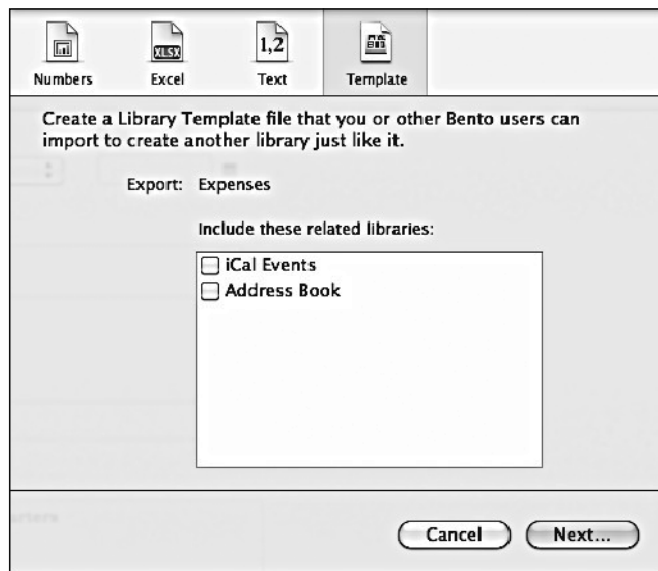 XLSX
1,2
Numbers Excel Text Template
Create a Library Template file that you or other Bento users can
import to create another library just like it.
Export: Expenses
Include these related libraries:
iCal Events
Address Book
Cancel Next...